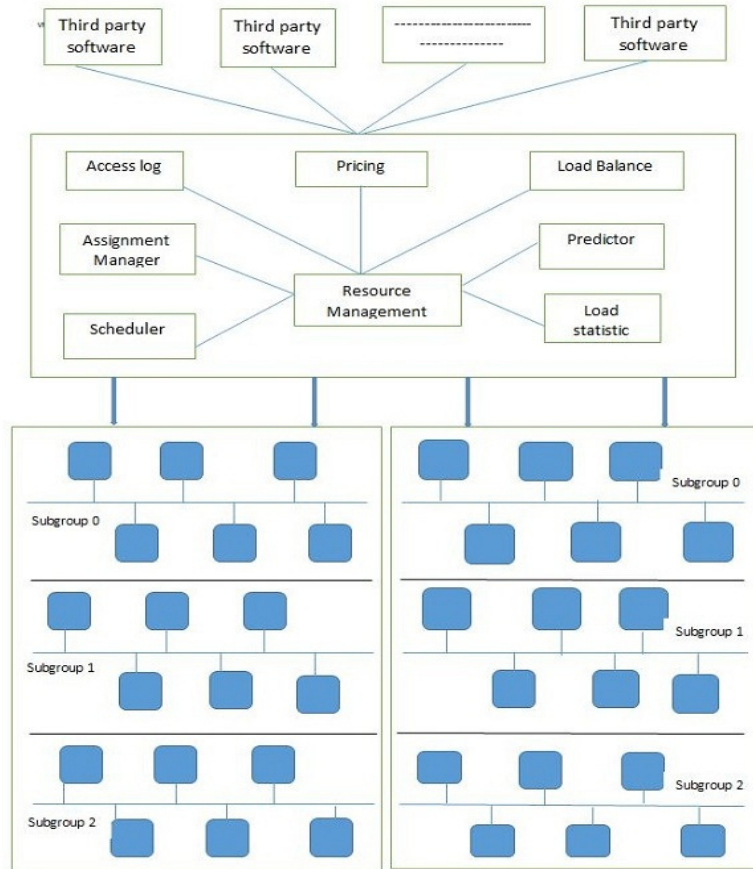 Third party
software
Third party
software
----------------------
-------------
Third party
software
Access log
Pricing
Load Balance
Assignment
Manager
Predictor
Resource
Management
Scheduler
Load
statistic
Subgroup 0
Subgroup 0
Subgroup 1
Subgroup 1
Subgroup 2
Subgroup 2